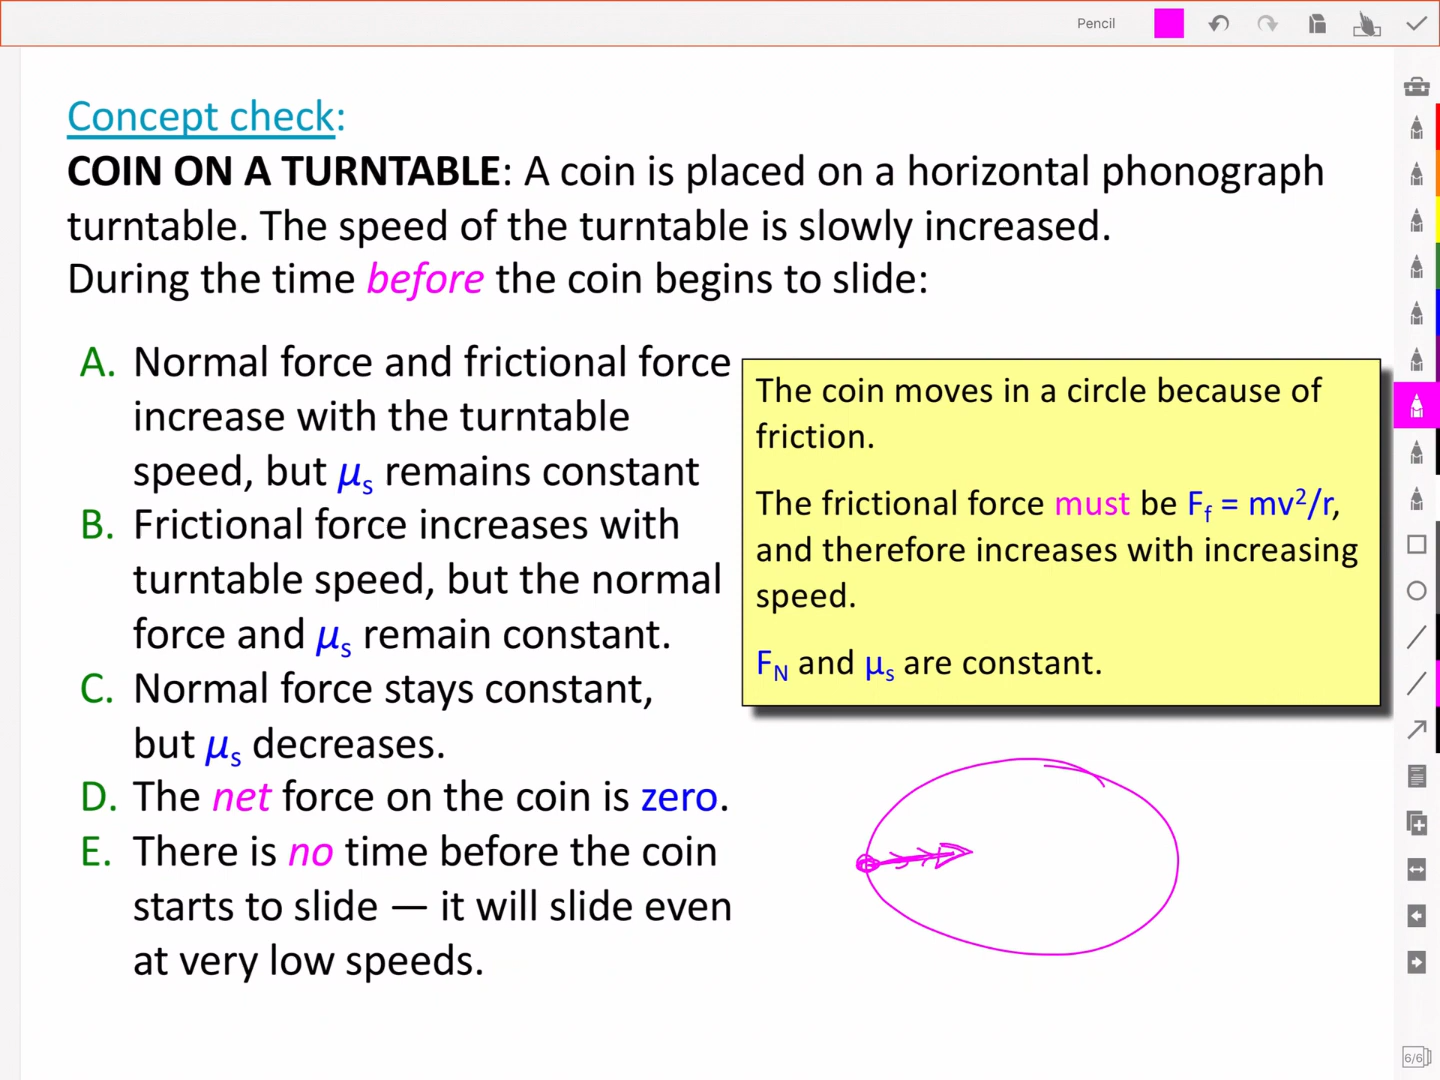 Pencil
Concept check:
COIN ON A TURNTABLE: A coin is placed on a horizontal phonograph
turntable. The speed of the turntable is slowly increased.
During the time before the coin begins to slide:
A. Normal force and frictional force
increase with the turntable
speed, but μs remains constant
B. Frictional force increases with
turntable speed, but the normal
force and μs remain constant.
C. Normal force stays constant,
but μs decreases.
D. The net force on the coin is zero.
E. There is no time before the coin
starts to slide — it will slide even
at very low speeds.
The coin moves in a circle because of
friction.
The frictional force must be Ff = mv²/r,
and therefore increases with increasing
speed.
FN and μs are constant.
6/6